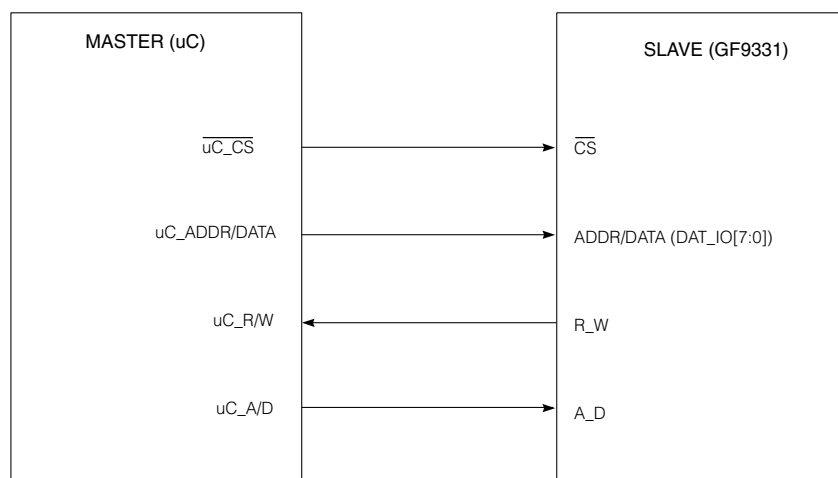 MASTER (uC)
SLAVE (GF9331)
uC_CS
CS
uC_ADDR/DATA
ADDR/DATA (DAT_IO[7:0])
uC_R/W
R_W
uC_A/D
A_D